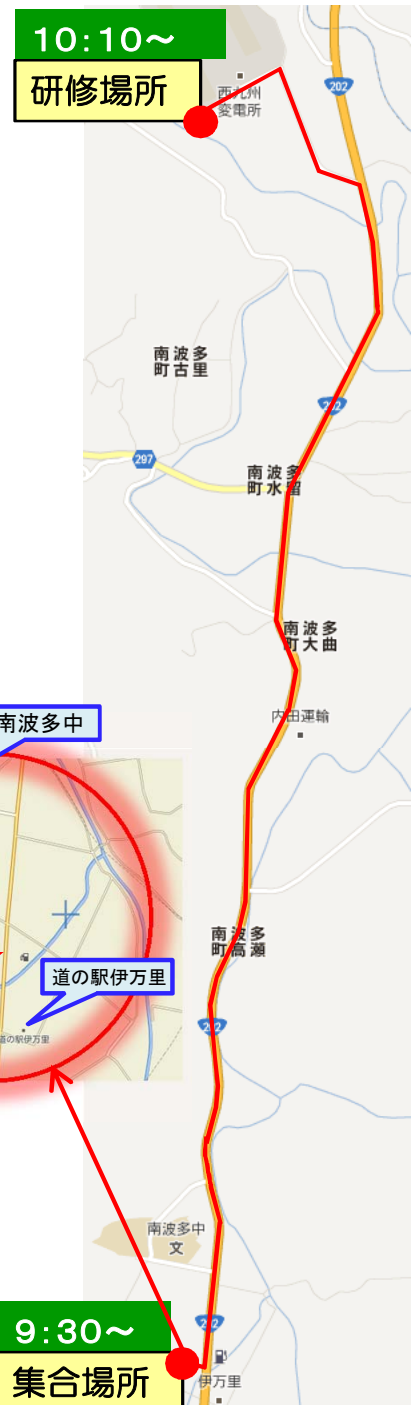 10:10～
研修場所
西九州
変電所
202
南波多
町古里
202
297
南波多
町水留
南波多
町大曲
内田運輸
南波多中
道の駅伊万里
道の駅伊万里
南波多
町高瀬
202
南波多中
文
9:30～
202
集合場所
伊万里